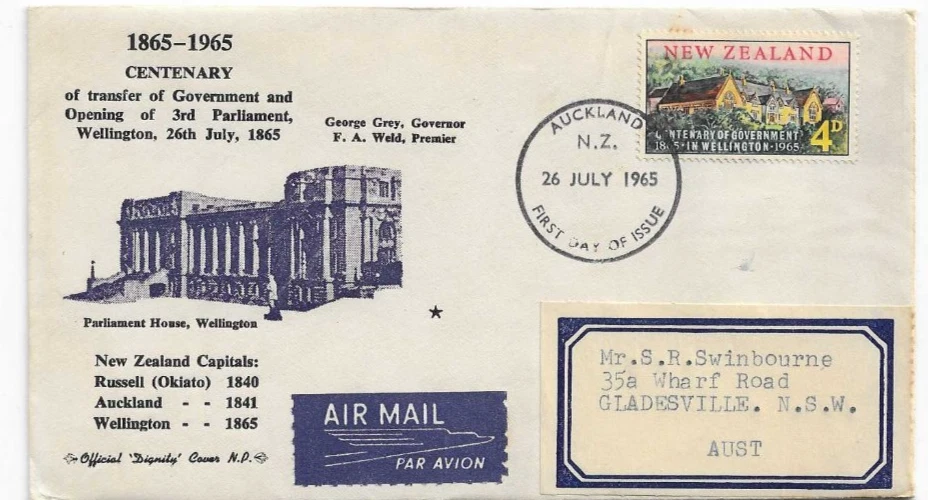 1865-1965
CENTENARY
of transfer of Government and
Opening of 3rd Parliament,
Wellington, 26th July, 1865
George Grey, Governor
F. A. Weld, Premier
Parliament House, Wellington
New Zealand Capitals:
Russell (Okiato) 1840
Auckland - - 1841
Wellington - - 1865
Official 'Dignity' Cover N.P.
NEW ZEALAND
CENTENARY OF GOVERNMENT
1865·IN WELLINGTON·1965
4D
AUCKLAND
N.Z.
26 JULY 1965
FIRST DAY OF ISSUE
AIR MAIL
PAR AVION
Mr.S.R.Swinbourne
35a Wharf Road
GLADESVILLE. N.S.W.
AUST